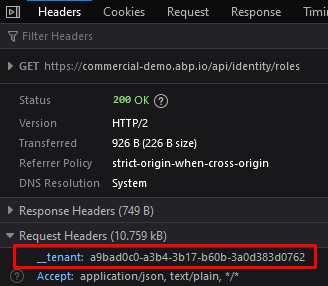 Headers Cookies Request Response Timin
Filter Headers
GET https://commercial-demo.abp.io/api/identity/roles
Status 200 OK ?
Version HTTP/2
Transferred 926 B (226 B size)
Referrer Policy strict-origin-when-cross-origin
DNS Resolution System
Response Headers (749 B)
Request Headers (10.759 kB)
__tenant: a9bad0c0-a3b4-3b17-b60b-3a0d383d0762
? Accept: application/json, text/plain, */*